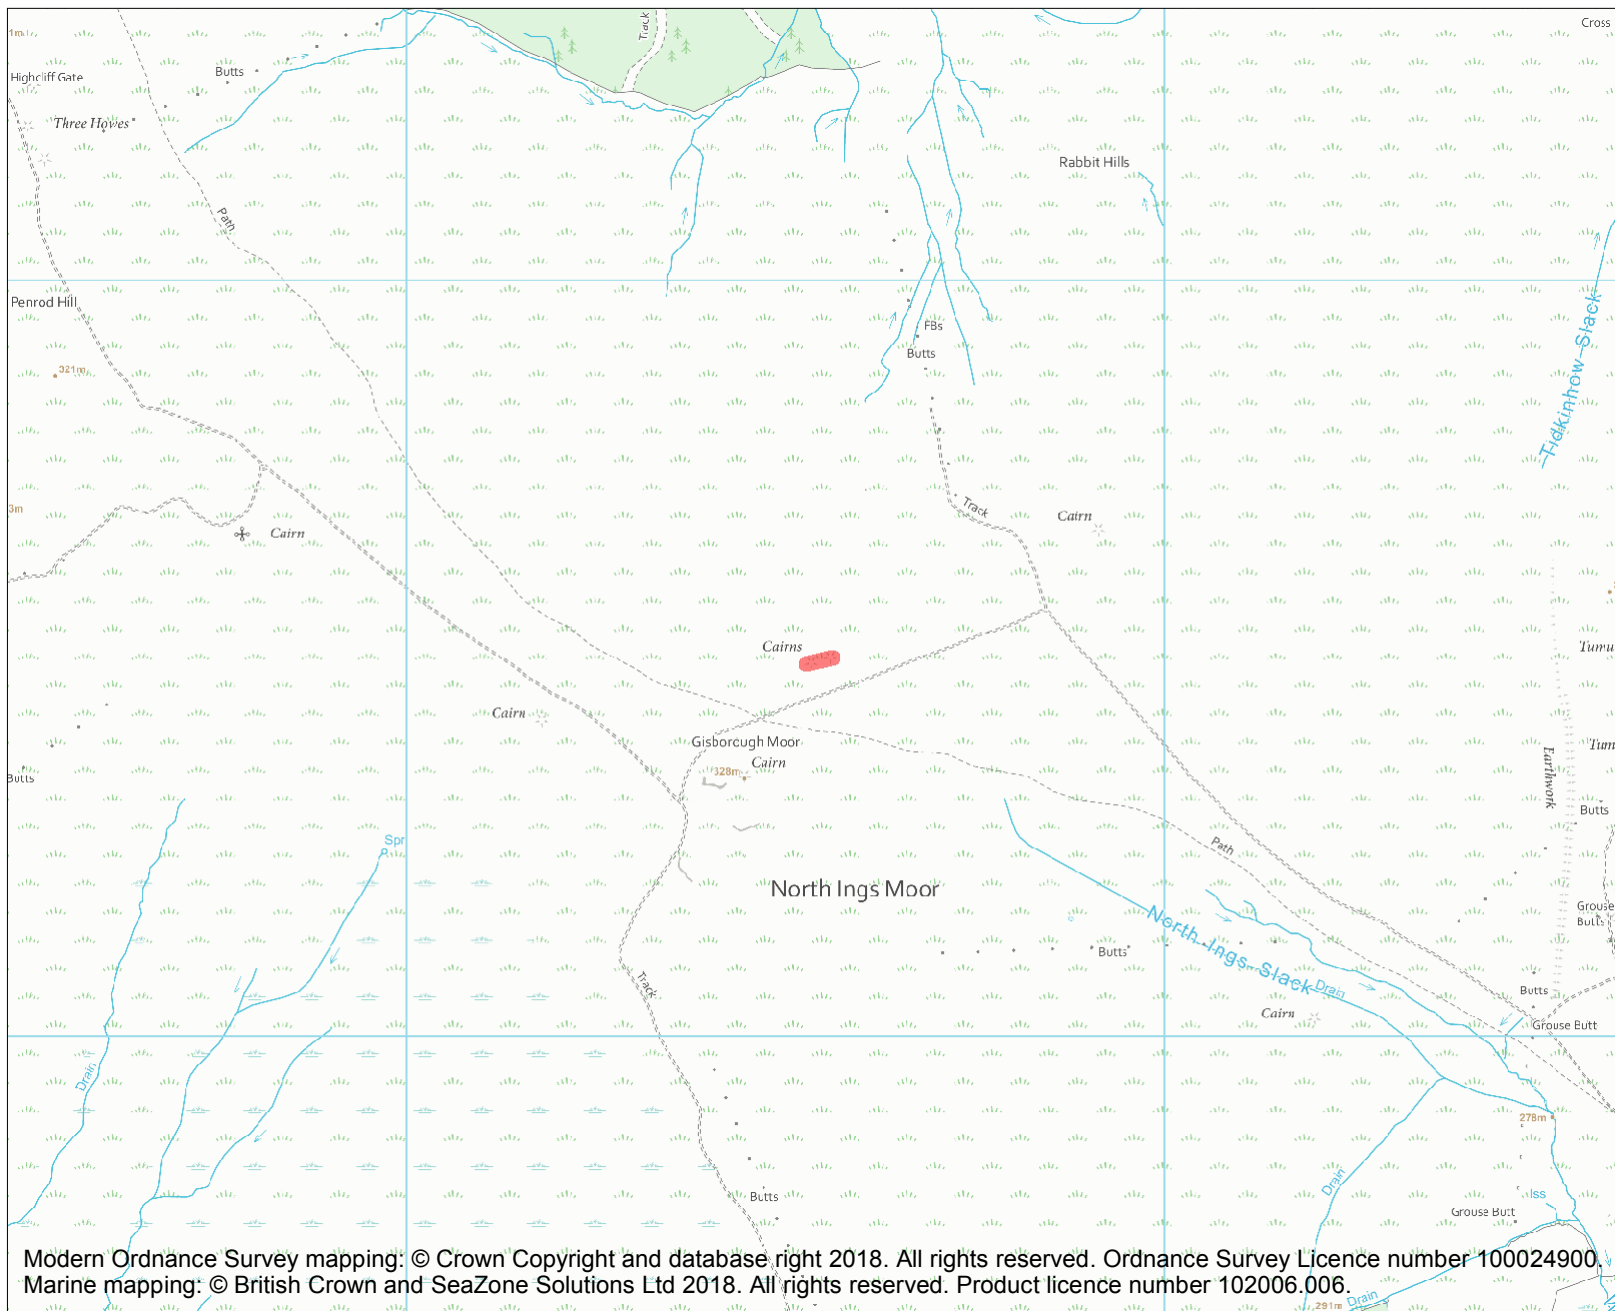 Cross
1m
Track
Highcliff Gate
Butts
Three Howes
Rabbit Hills
Path
Penrod Hill
Tidkinhow Slack
FBs
Butts
321m
3m
Track
Cairn
Cairn
Cairns
Tumu
Cairn
Gisborough Moor
Cairn
328m
Tum
Butts
Earthwork
Butts
Spr
Path
North Ings Moor
Grouse
Butts
North Ings Slack
Butts
Track
Drain
Butts
Cairn
Grouse Butt
Drain
278m
Drain
Iss
Butts
Grouse Butt
Modern Ordnance Survey mapping: © Crown Copyright and database right 2018. All rights reserved. Ordnance Survey Licence number 100024900.
Marine mapping: © British Crown and SeaZone Solutions Ltd 2018. All rights reserved. Product licence number 102006.006.
291m
Drain